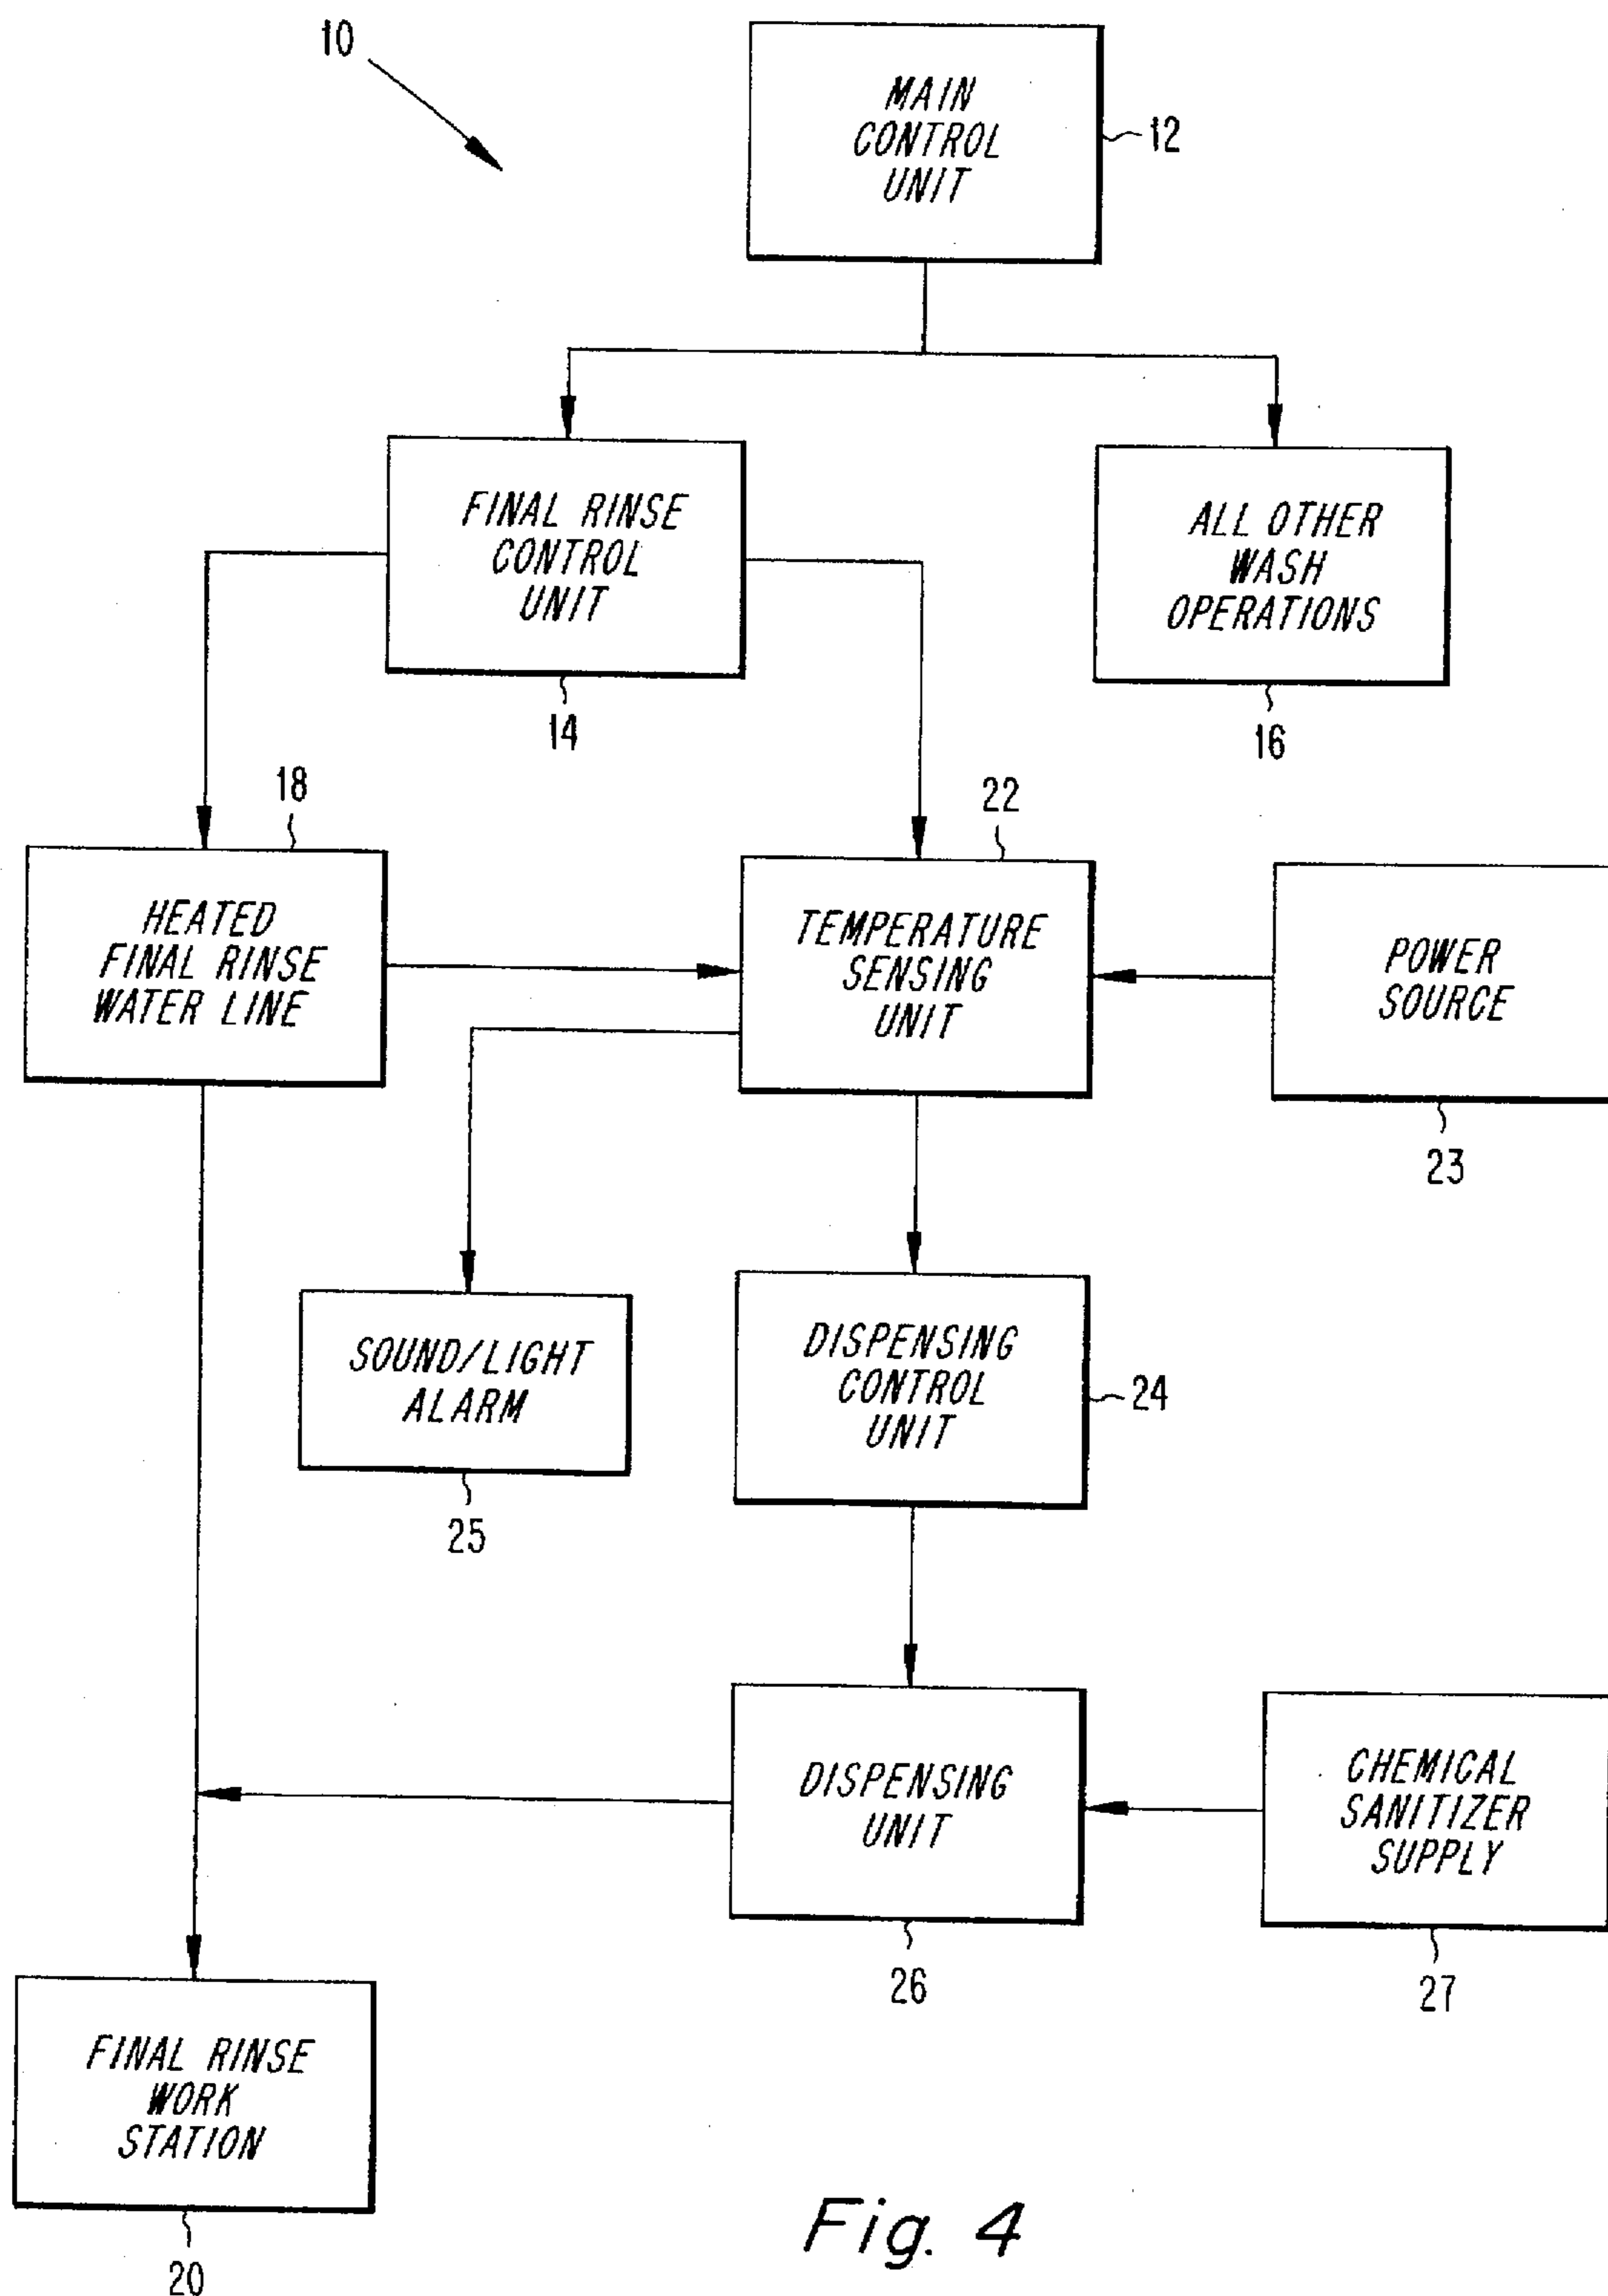 10
MAIN
CONTROL
UNIT
12
FINAL RINSE
CONTROL
UNIT
14
ALL OTHER
WASH
OPERATIONS
16
18
HEATED
FINAL RINSE
WATER LINE
22
TEMPERATURE
SENSING
UNIT
POWER
SOURCE
23
SOUND/LIGHT
ALARM
25
DISPENSING
CONTROL
UNIT
24
DISPENSING
UNIT
26
CHEMICAL
SANITIZER
SUPPLY
27
FINAL RINSE
WORK
STATION
20
Fig. 4